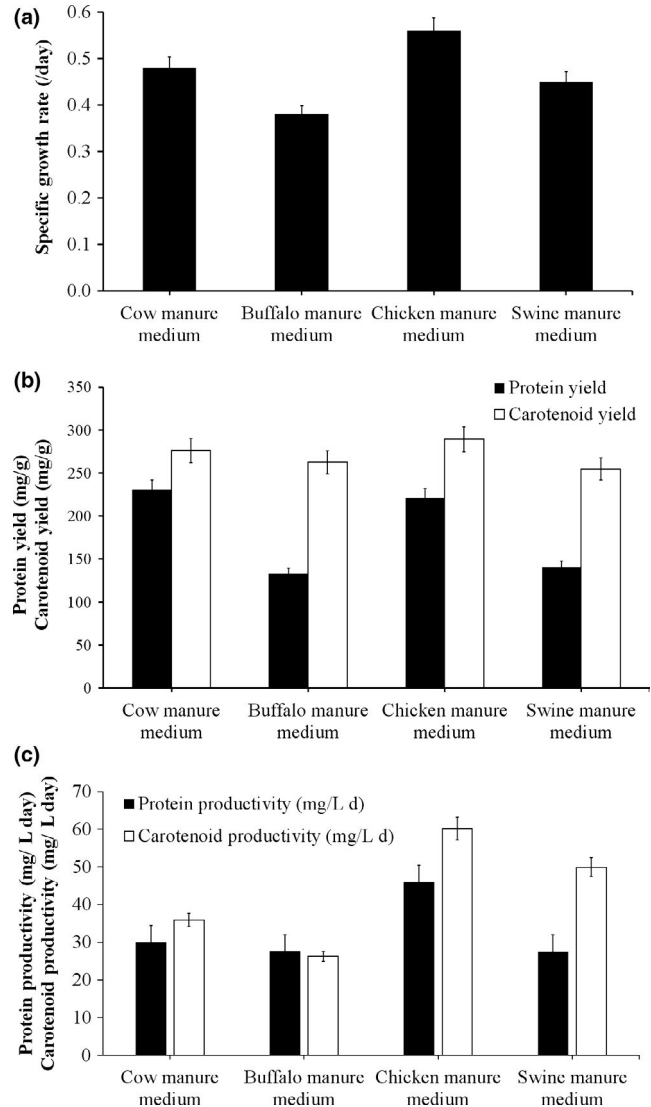 (a)
Specific growth rate (/day)
0.6
0.5
0.4
0.3
0.2
0.1
0.0
Cow manure medium
Buffalo manure medium
Chicken manure medium
Swine manure medium
(b)
Protein yield (mg/g)
Carotenoid yield (mg/g)
350
300
250
200
150
100
50
0
Protein yield
Carotenoid yield
Cow manure medium
Buffalo manure medium
Chicken manure medium
Swine manure medium
(c)
Protein productivity (mg/ L day)
Carotenoid productivity (mg/ L day)
70
60
50
40
30
20
10
0
Protein productivity (mg/L d)
Carotenoid productivity (mg/L d)
Cow manure medium
Buffalo manure medium
Chicken manure medium
Swine manure medium